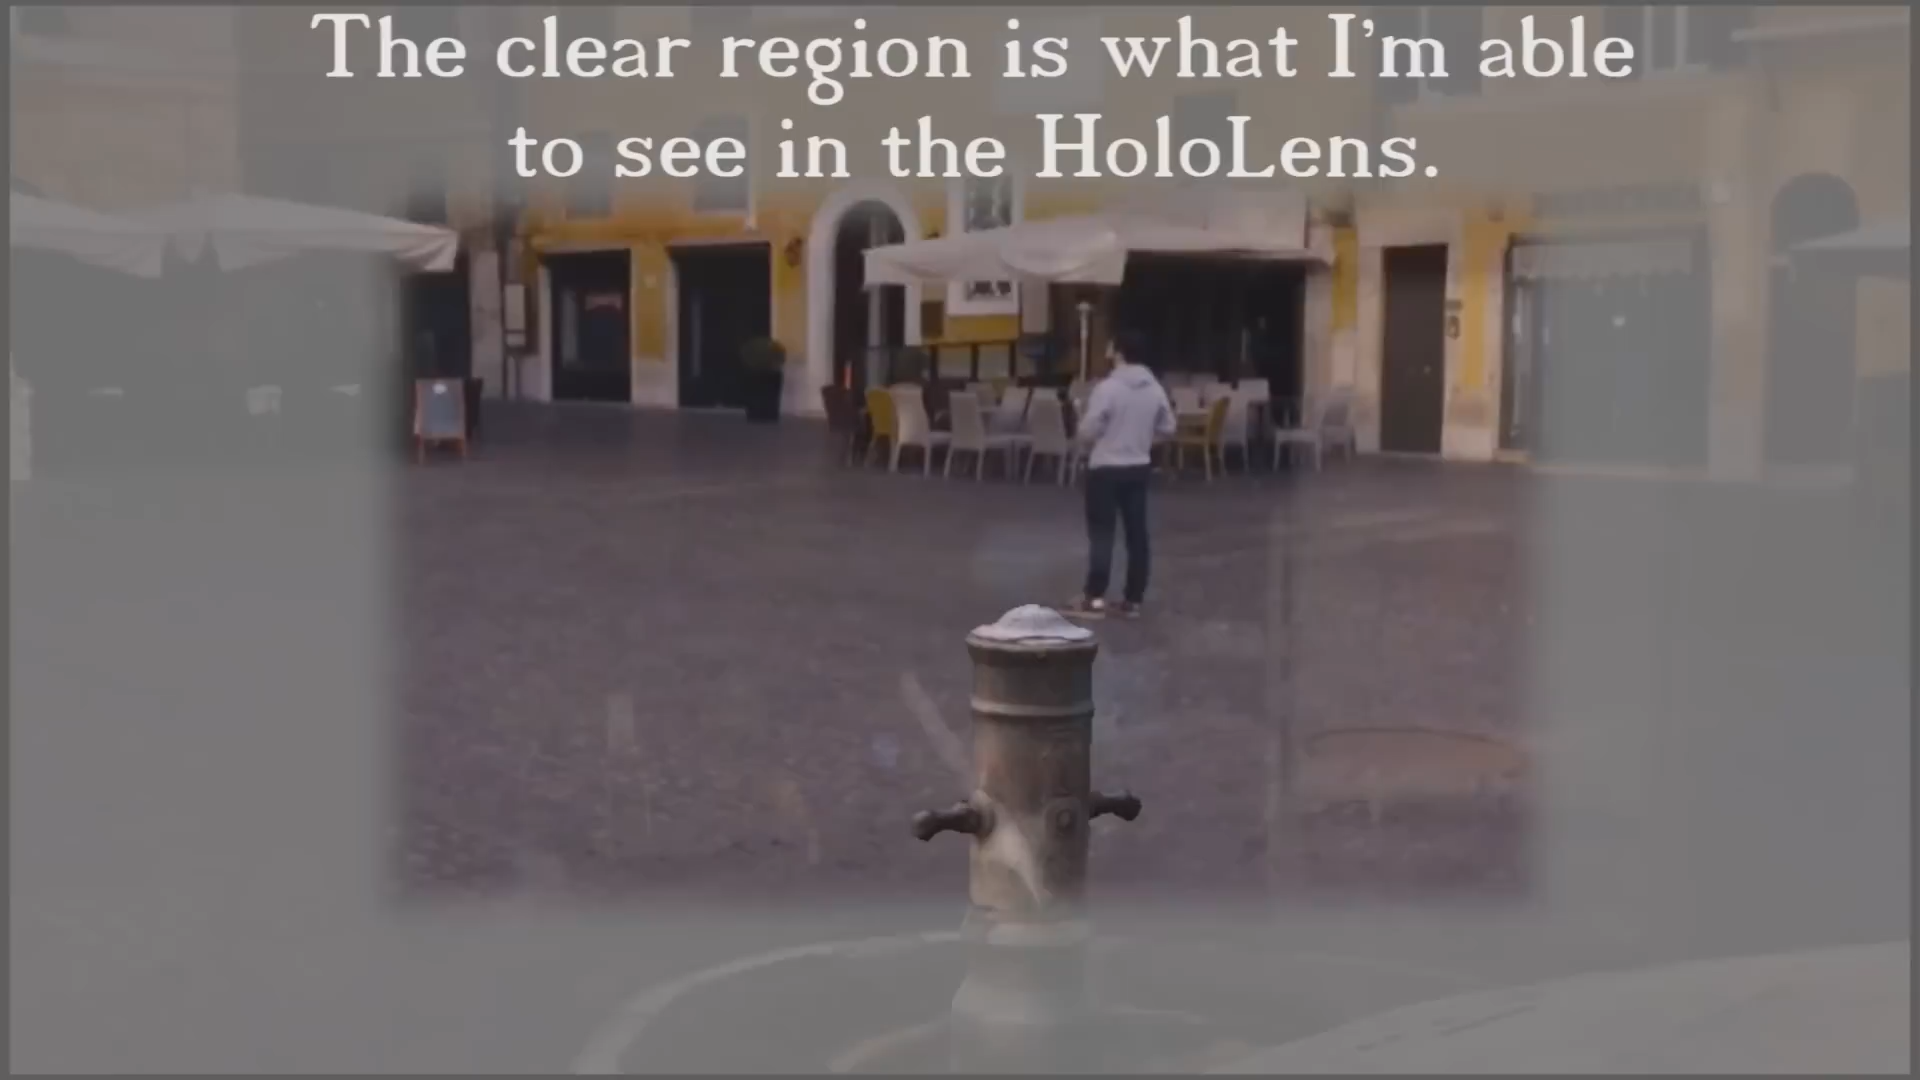 The clear region is what I'm able
to see in the HoloLens.